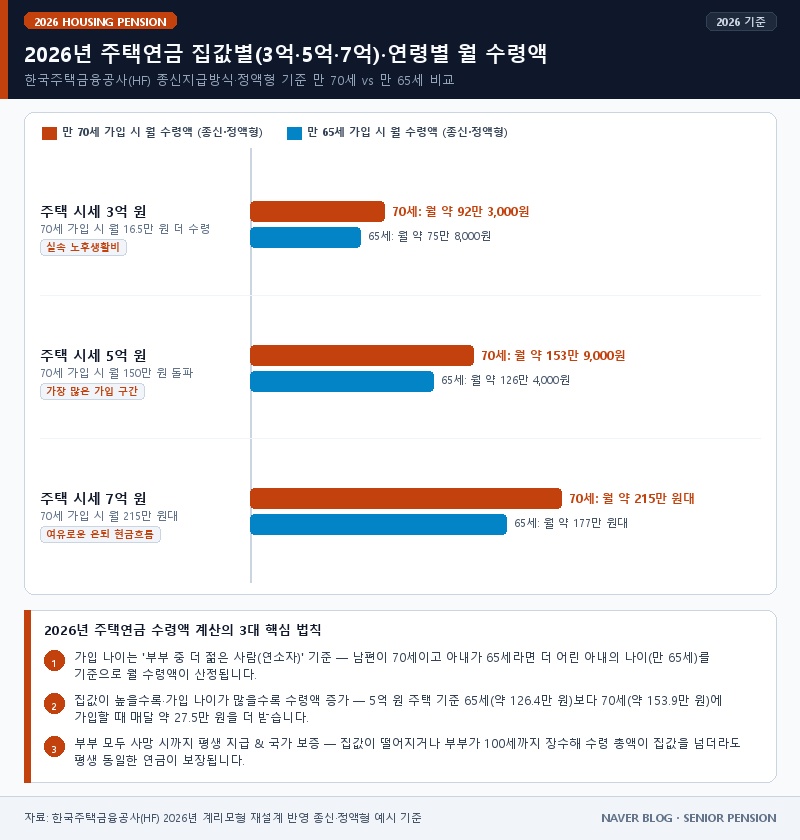 2026 HOUSING PENSION
2026 기준
2026년 주택연금 집값별(3억·5억·7억)·연령별 월 수령액
한국주택금융공사(HF) 종신지급방식·정액형 기준 만 70세 vs 만 65세 비교
만 70세 가입 시 월 수령액 (종신·정액형)
만 65세 가입 시 월 수령액 (종신·정액형)
주택 시세 3억 원
70세 가입 시 월 16.5만 원 더 수령
실속 노후생활비
70세: 월 약 92만 3,000원
65세: 월 약 75만 8,000원
주택 시세 5억 원
70세 가입 시 월 150만 원 돌파
가장 많은 가입 구간
70세: 월 약 153만 9,000원
65세: 월 약 126만 4,000원
주택 시세 7억 원
70세 가입 시 월 215만 원대
여유로운 은퇴 현금흐름
70세: 월 약 215만 원대
65세: 월 약 177만 원대
2026년 주택연금 수령액 계산의 3대 핵심 법칙
1 가입 나이는 '부부 중 더 젊은 사람(연소자)' 기준 — 남편이 70세이고 아내가 65세라면 더 어린 아내의 나이(만 65세)를
기준으로 월 수령액이 산정됩니다.
2 집값이 높을수록·가입 나이가 많을수록 수령액 증가 — 5억 원 주택 기준 65세(약 126.4만 원)보다 70세(약 153.9만 원)에
가입할 때 매달 약 27.5만 원을 더 받습니다.
3 부부 모두 사망 시까지 평생 지급 & 국가 보증 — 집값이 떨어지거나 부부가 100세까지 장수해 수령 총액이 집값을 넘더라도
평생 동일한 연금이 보장됩니다.
자료: 한국주택금융공사(HF) 2026년 계리모형 재설계 반영 종신·정액형 예시 기준
NAVER BLOG · SENIOR PENSION